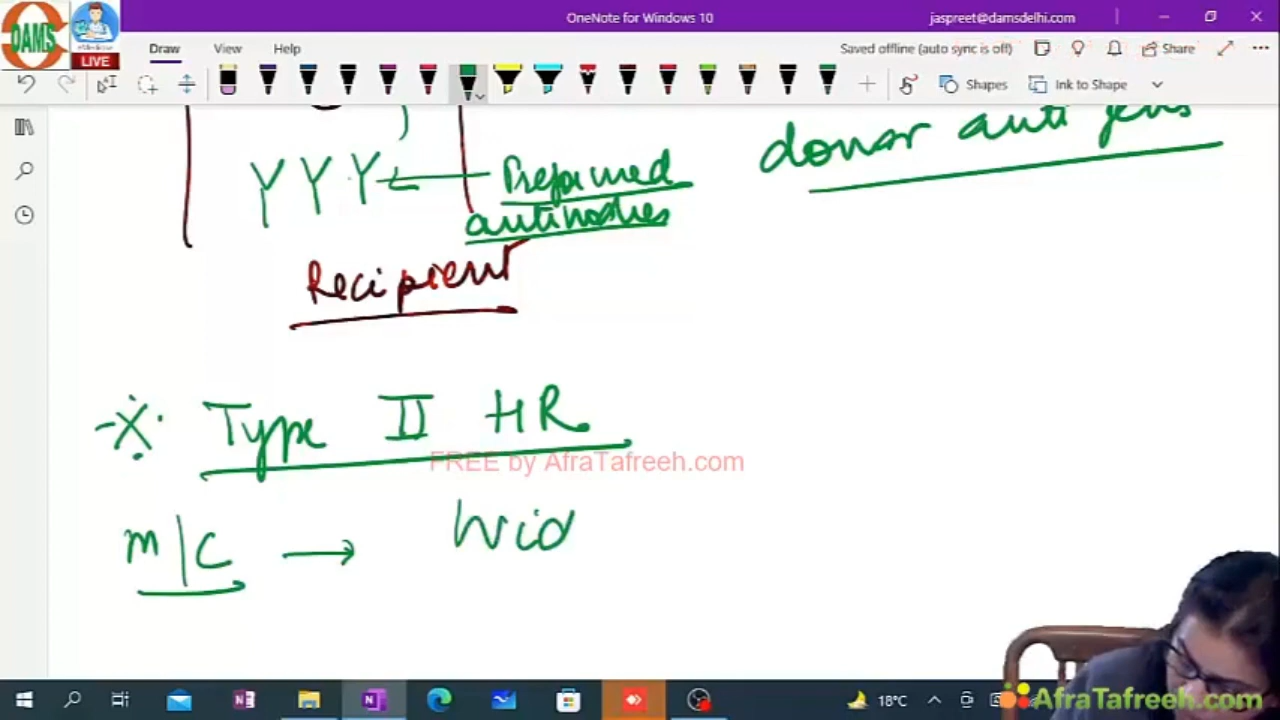 OneNote for Windows 10
jaspreet@damsdelhi.com
DAMS
LIVE
Draw View Help
Saved offline (auto sync is off)
Share
Shapes
Ink to Shape
donar antigens
YYY
Preformed
antibodies
Recipient
Type II HR
FREE by AfraTafreeh.com
M/C → Wid
18°C
AfraTafreeh.com